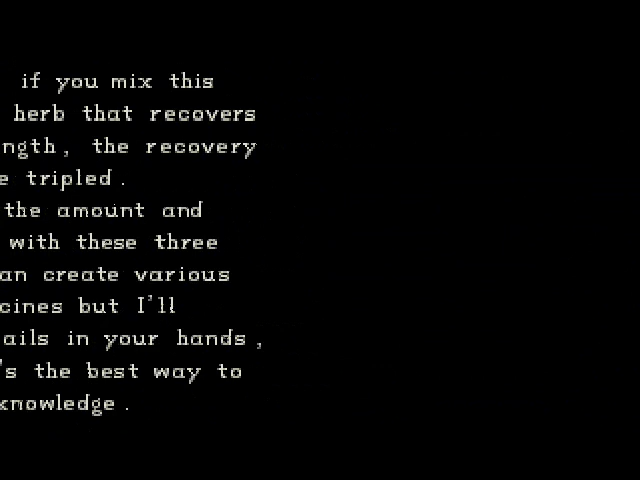 if you mix this
herb that recovers
ngth, the recovery
e tripled.
the amount and
with these three
an create various
cines but I'll
ails in your hands,
's the best way to
knowledge.